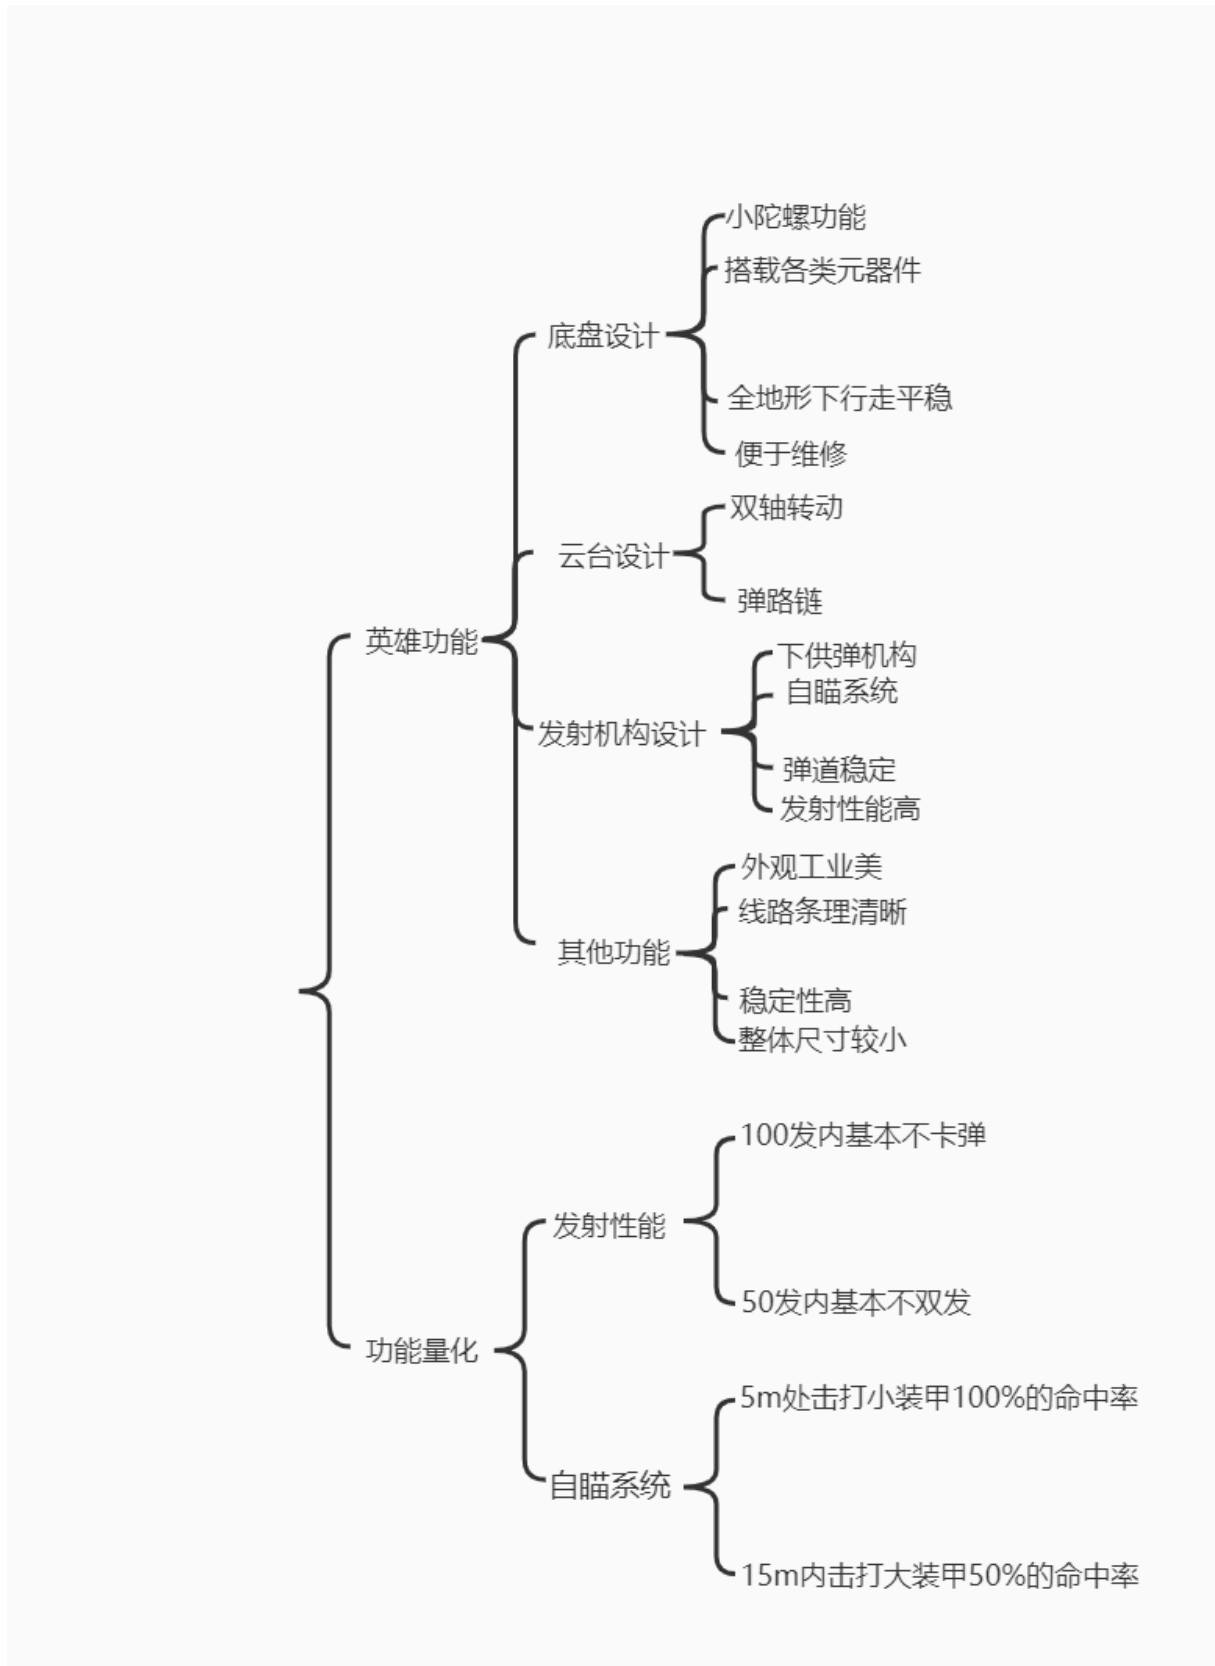 小陀螺功能
搭载各类元器件
底盘设计
全地形下行走平稳
便于维修
双轴转动
云台设计
弹路链
英雄功能
下供弹机构
自瞄系统
发射机构设计
弹道稳定
发射性能高
外观工业美
线路条理清晰
其他功能
稳定性高
整体尺寸较小
100发内基本不卡弹
发射性能
50发内基本不双发
功能量化
5m处击打小装甲100%的命中率
自瞄系统
15m内击打大装甲50%的命中率